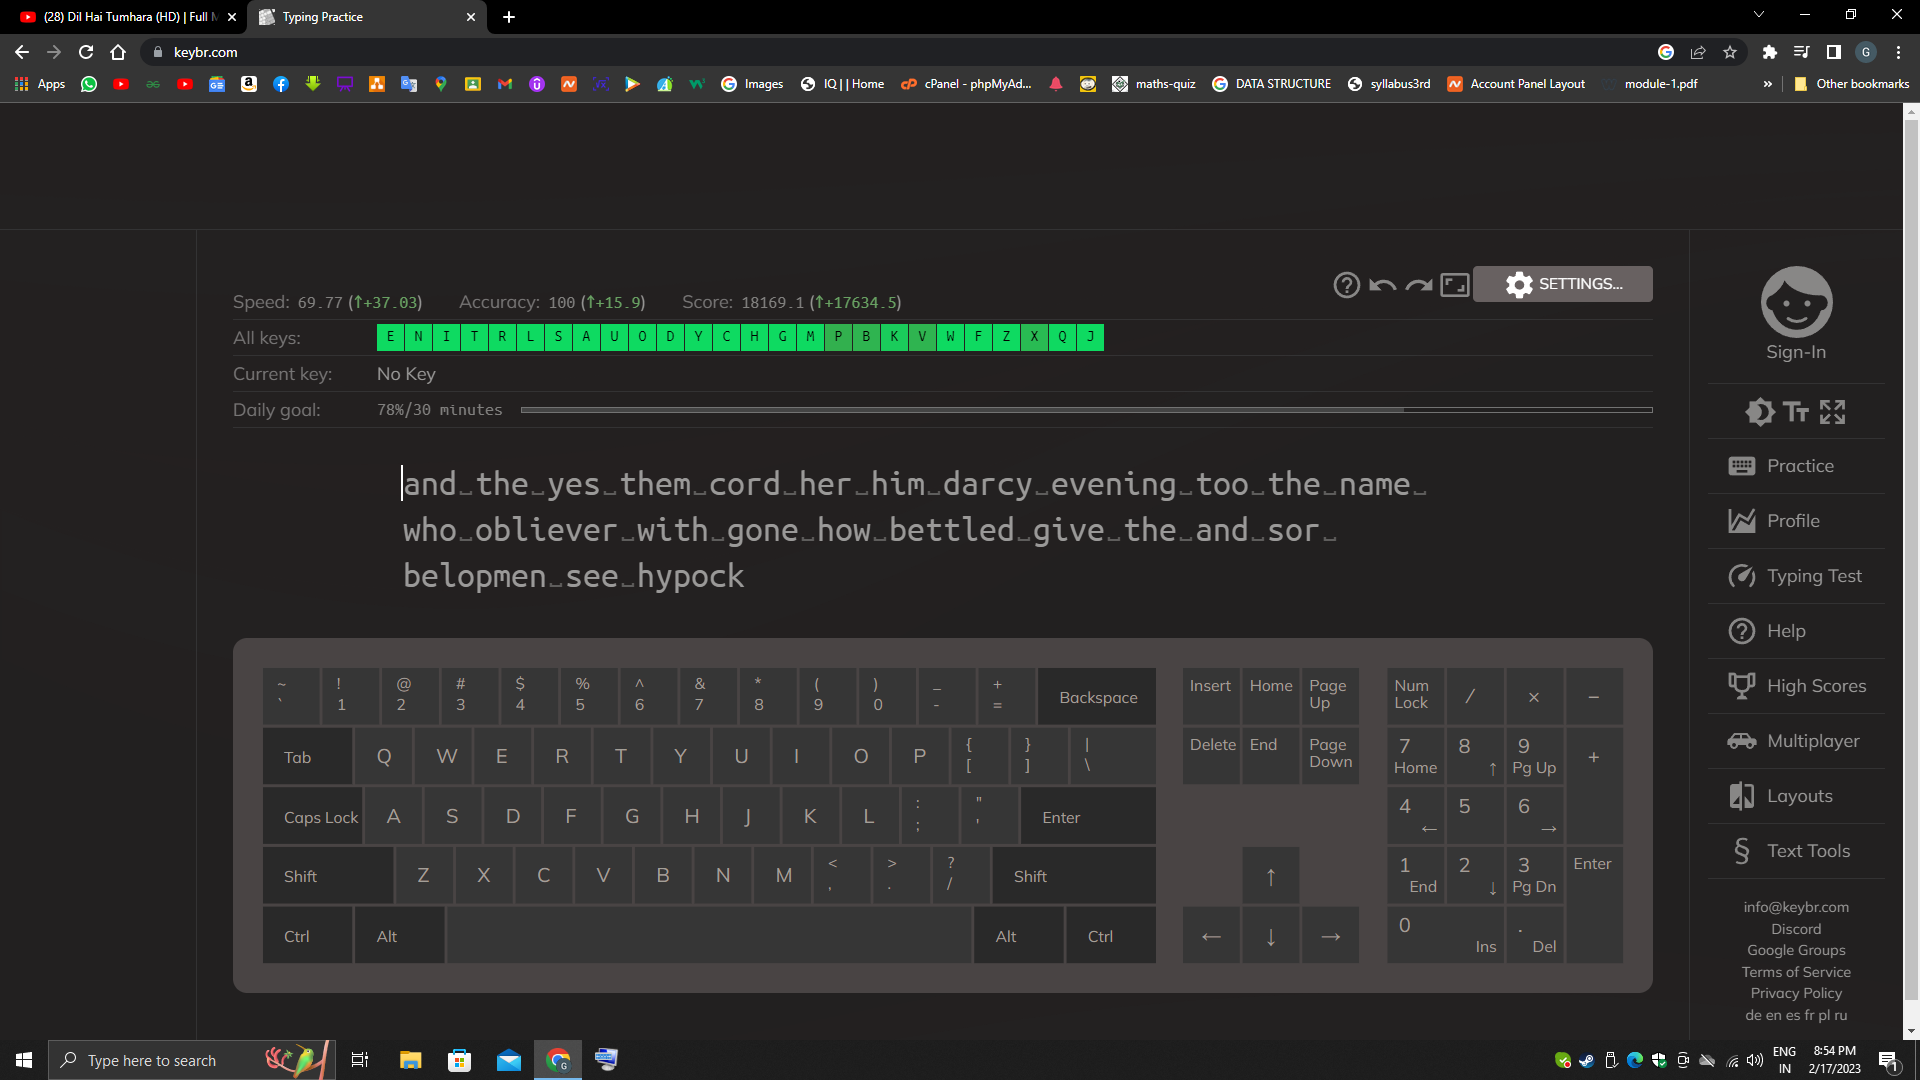 (28) Dil Hai Tumhara (HD) | Full M
Typing Practice
keybr.com
G
Apps
Images
IQ | | Home
cPanel - phpMyAd...
maths-quiz
DATA STRUCTURE
syllabus3rd
Account Panel Layout
module-1.pdf
»
Other bookmarks
SETTINGS...
Speed: 69.77 (↑+37.03) Accuracy: 100 (↑+15.9) Score: 18169.1 (↑+17634.5)
All keys: E N I T R L S A U O D Y C H G M P B K V W F Z X Q J
Current key: No Key
Daily goal: 78%/30 minutes
and␣the␣yes␣them␣cord␣her␣him␣darcy␣evening␣too␣the␣name␣
who␣obliever␣with␣gone␣how␣bettled␣give␣the␣and␣sor␣
belopmen␣see␣hypock
~ ! @ # $ % ^ & * ( ) _ +
` 1 2 3 4 5 6 7 8 9 0 - = Backspace
Insert Home Page Up
Num Lock / × −
Tab Q W E R T Y U I O P { [ } ] | \
Delete End Page Down
7 Home 8 ↑ 9 Pg Up +
Caps Lock A S D F G H J K L : ; " ' Enter
4 ← 5 6 →
Shift Z X C V B N M < , > . ? / Shift
↑
1 End 2 ↓ 3 Pg Dn Enter
Ctrl Alt Alt Ctrl
← ↓ →
0 Ins . Del
Sign-In
Practice
Profile
Typing Test
Help
High Scores
Multiplayer
Layouts
§ Text Tools
info@keybr.com
Discord
Google Groups
Terms of Service
Privacy Policy
de en es fr pl ru
Type here to search
ENG
IN
8:54 PM
2/17/2023
1